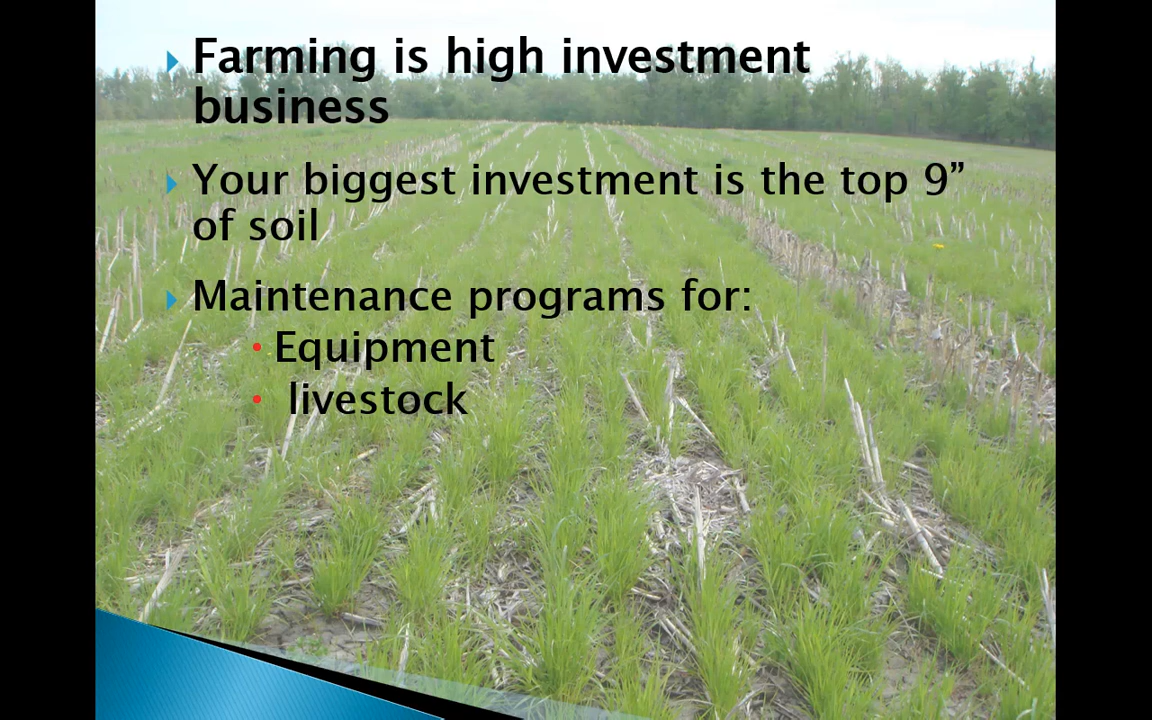 Farming is high investment
business
Your biggest investment is the top 9”
of soil
Maintenance programs for:
Equipment
livestock